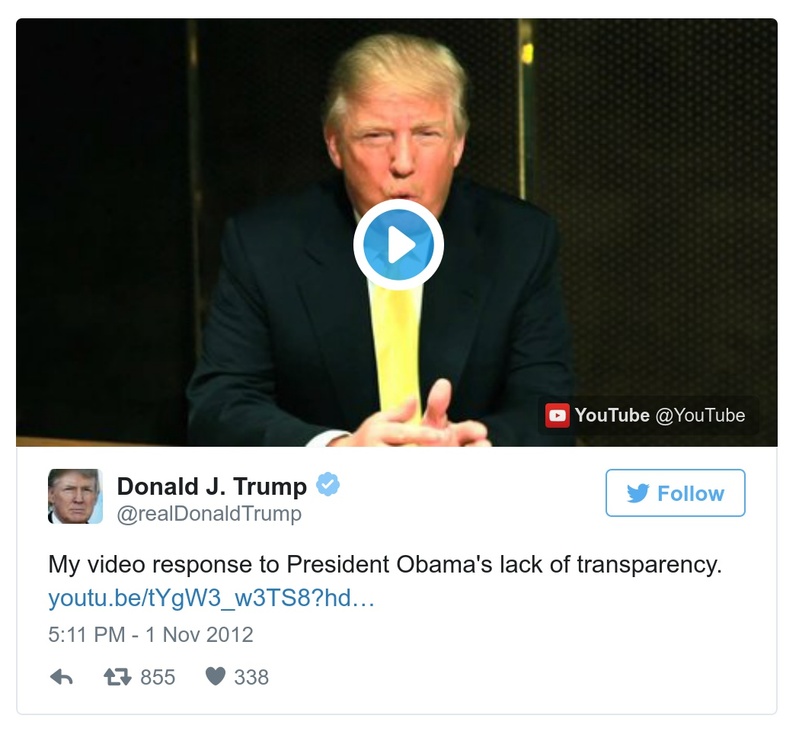 YouTube @YouTube
Donald J. Trump
@realDonaldTrump
Follow
My video response to President Obama's lack of transparency.
youtu.be/tYgW3_w3TS8?hd…
5:11 PM - 1 Nov 2012
855 338